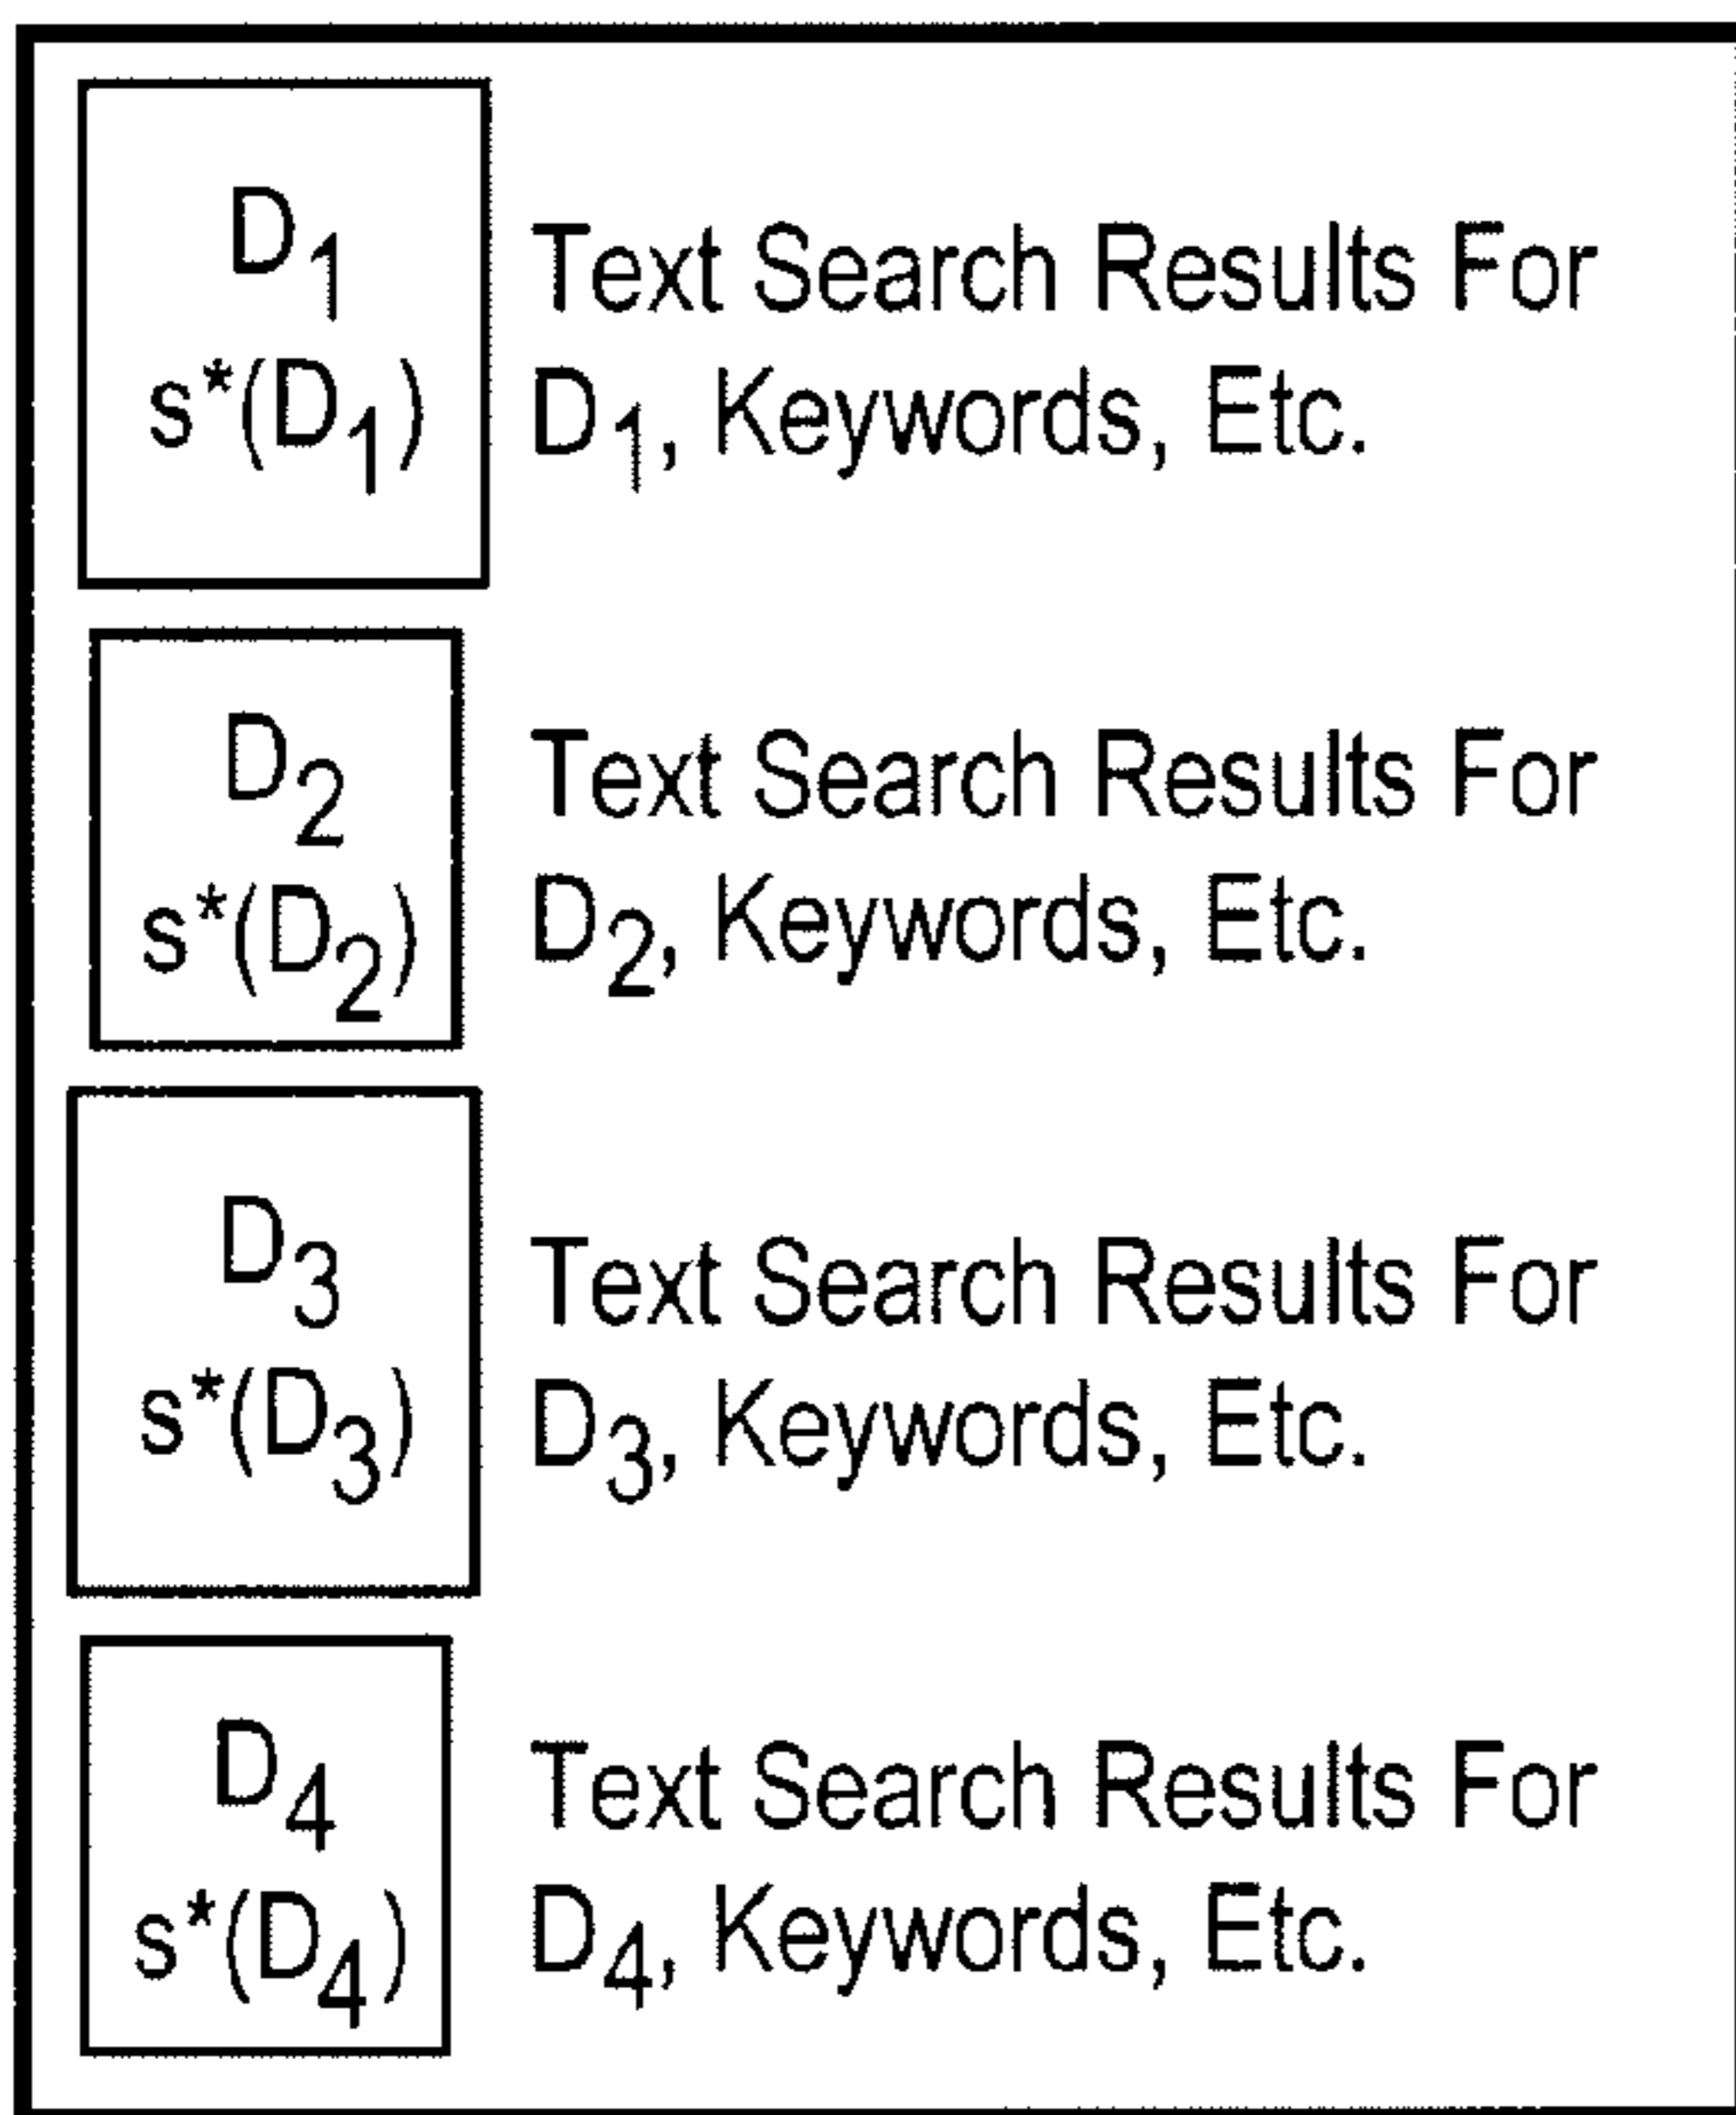 D₁
s*(D₁)
Text Search Results For
D₁, Keywords, Etc.
D₂
s*(D₂)
Text Search Results For
D₂, Keywords, Etc.
D₃
s*(D₃)
Text Search Results For
D₃, Keywords, Etc.
D₄
s*(D₄)
Text Search Results For
D₄, Keywords, Etc.